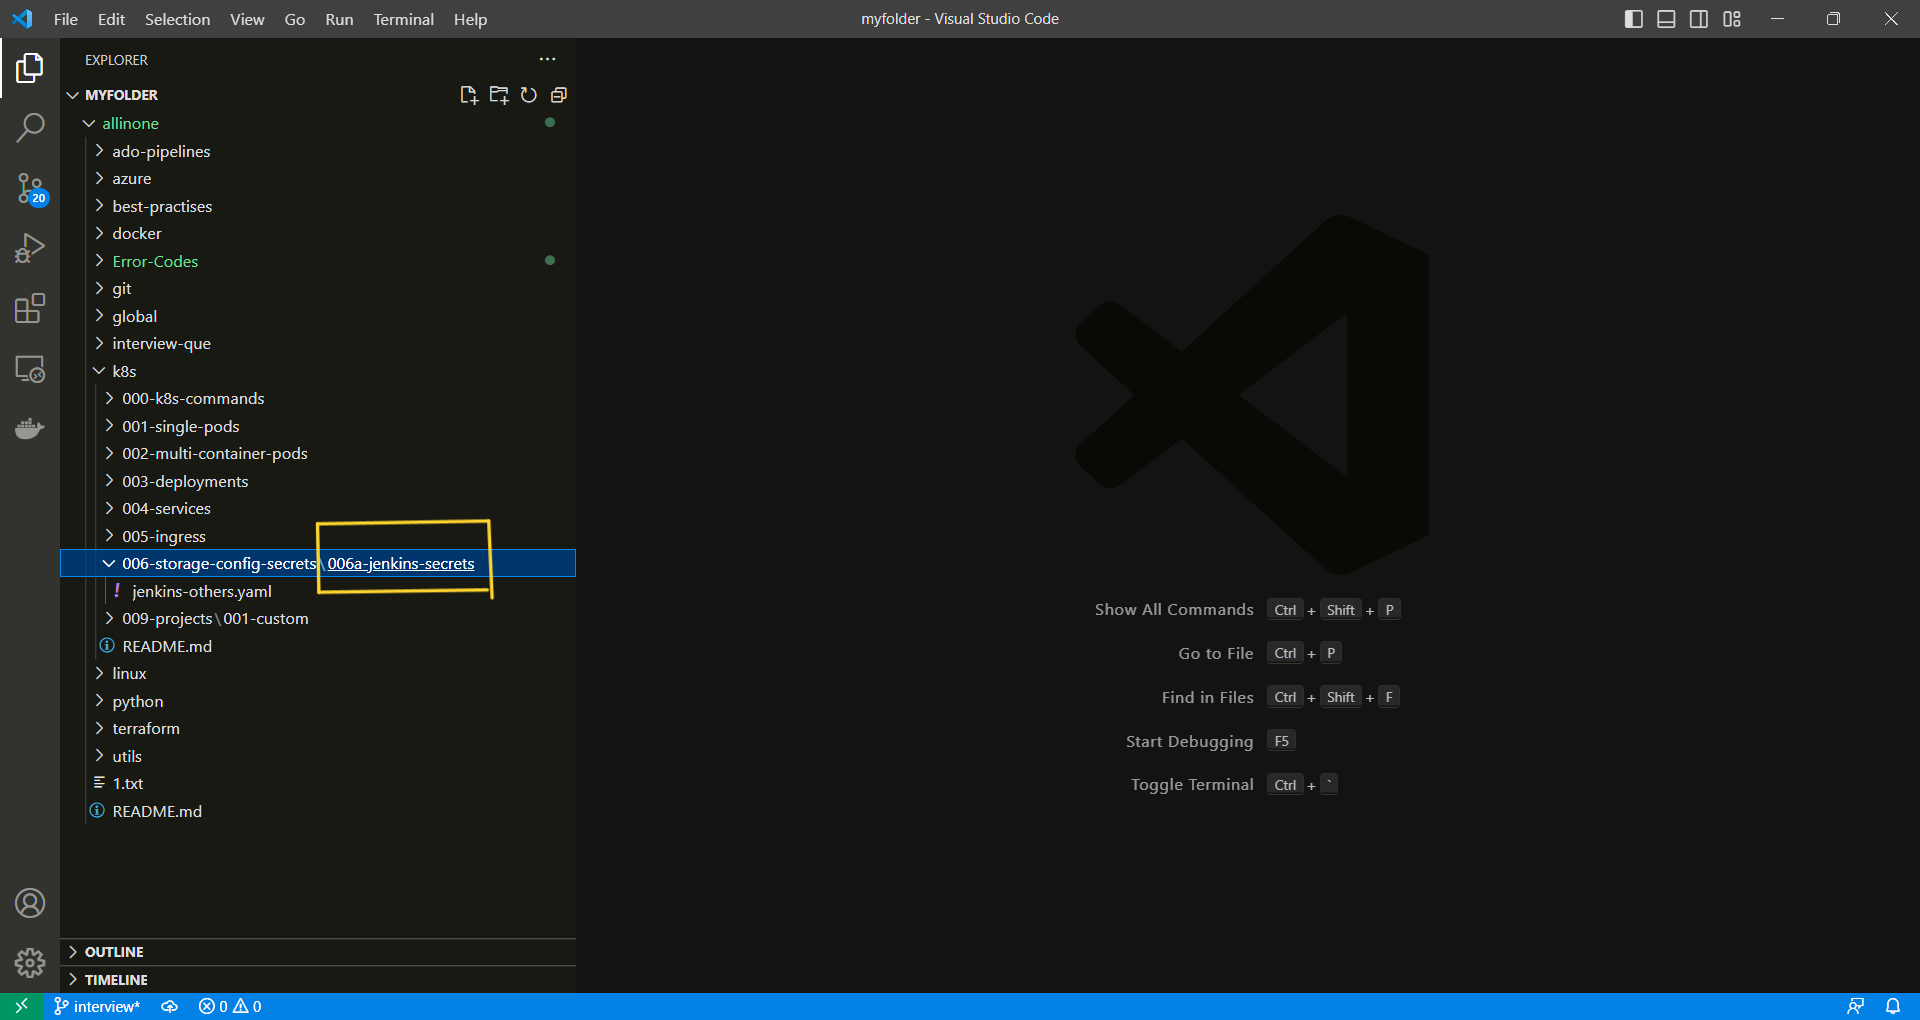 File Edit Selection View Go Run Terminal Help
myfolder - Visual Studio Code
EXPLORER
MYFOLDER
allinone
ado-pipelines
azure
best-practises
docker
Error-Codes
git
global
interview-que
k8s
000-k8s-commands
001-single-pods
002-multi-container-pods
003-deployments
004-services
005-ingress
006-storage-config-secrets\006a-jenkins-secrets
! jenkins-others.yaml
009-projects\001-custom
README.md
linux
python
terraform
utils
1.txt
README.md
OUTLINE
TIMELINE
20
Show All Commands Ctrl + Shift + P
Go to File Ctrl + P
Find in Files Ctrl + Shift + F
Start Debugging F5
Toggle Terminal Ctrl + `
interview* 0 0